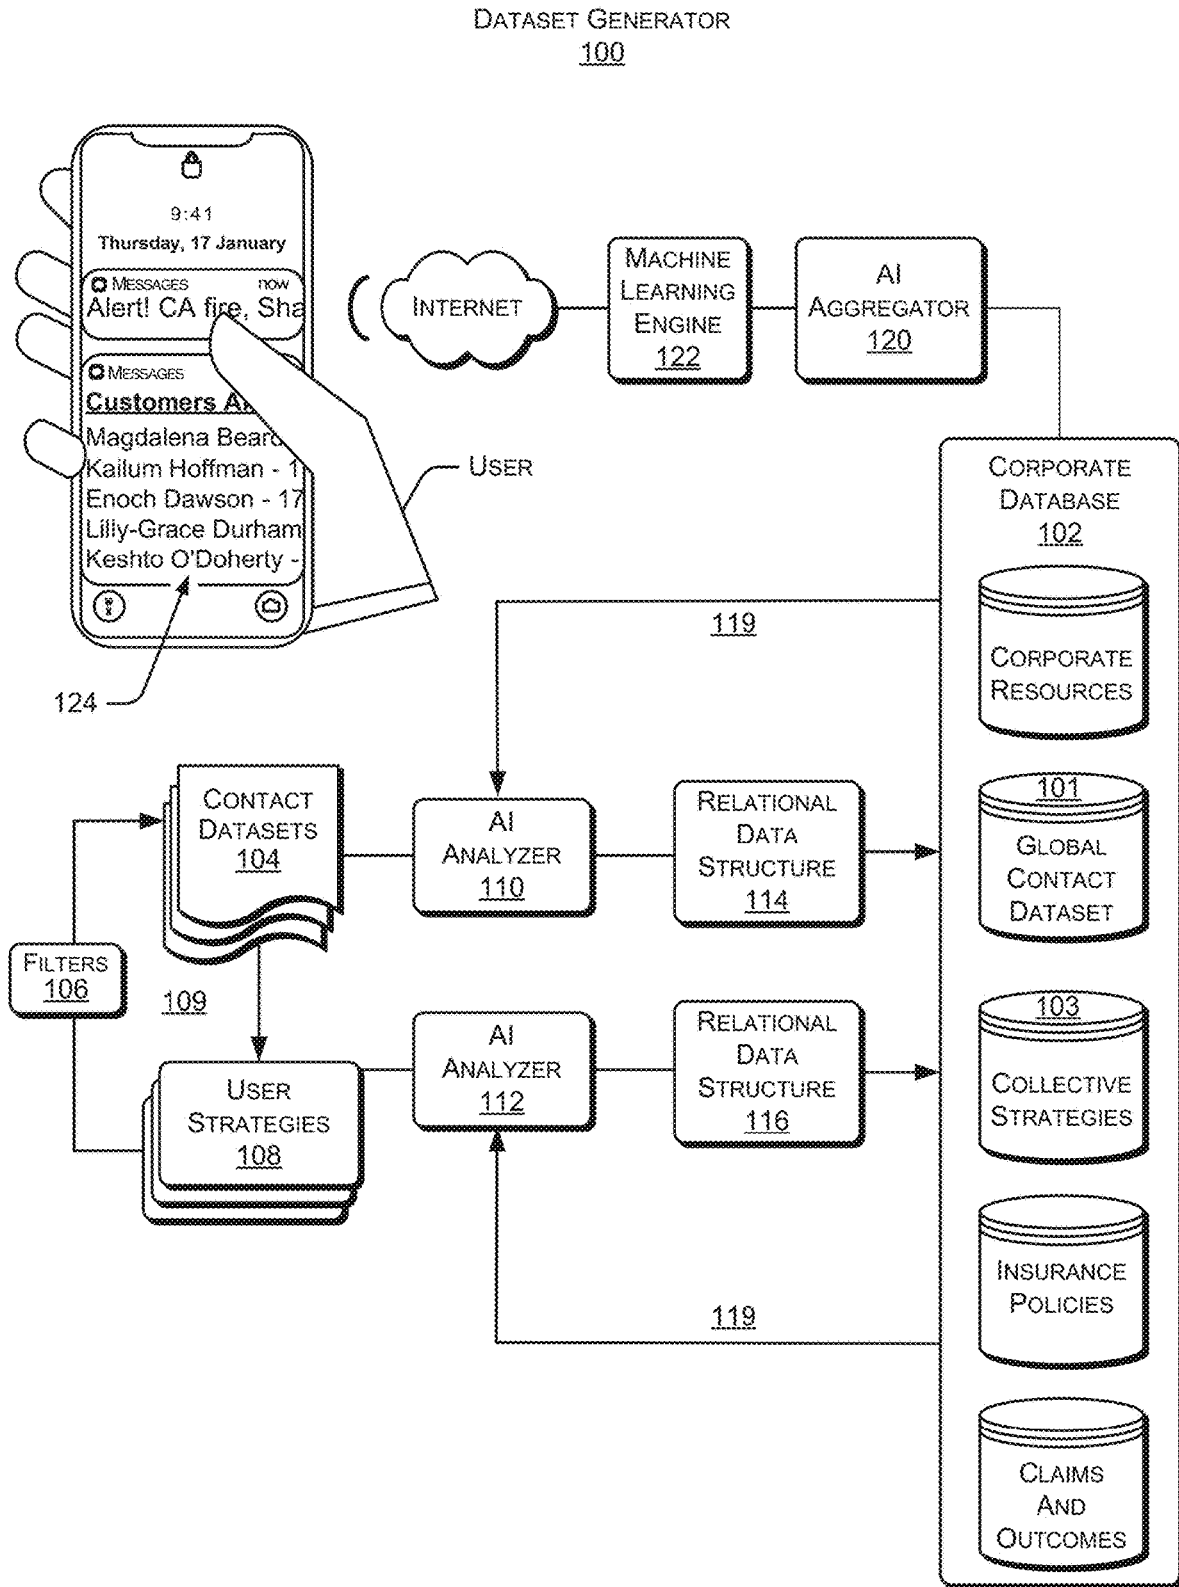 DATASET GENERATOR
100
9:41
Thursday, 17 January
MESSAGES now
Alert! CA fire, Sha
MESSAGES
Customers A
Magdalena Beard
Kailum Hoffman - 1
Enoch Dawson - 17
Lilly-Grace Durham
Keshto O'Doherty -
124
USER
INTERNET
MACHINE
LEARNING
ENGINE
122
AI
AGGREGATOR
120
CORPORATE
DATABASE
102
CORPORATE
RESOURCES
101
GLOBAL
CONTACT
DATASET
103
COLLECTIVE
STRATEGIES
INSURANCE
POLICIES
CLAIMS
AND
OUTCOMES
119
CONTACT
DATASETS
104
AI
ANALYZER
110
RELATIONAL
DATA
STRUCTURE
114
FILTERS
106
109
USER
STRATEGIES
108
AI
ANALYZER
112
RELATIONAL
DATA
STRUCTURE
116
119